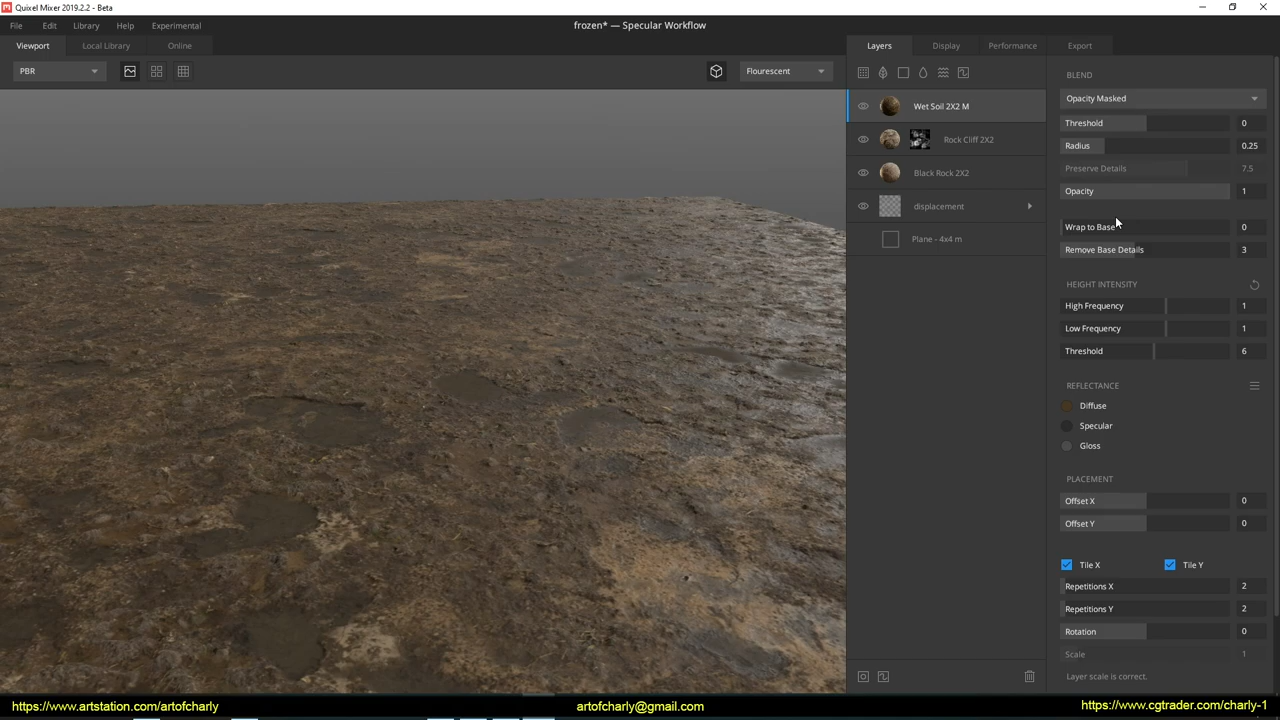 Quixel Mixer 2019.2.2 - Beta
File Edit Library Help Experimental
frozen* — Specular Workflow
Viewport Local Library Online
PBR
Flourescent
Layers Display Performance Export
Wet Soil 2X2 M
Rock Cliff 2X2
Black Rock 2X2
displacement
Plane - 4x4 m
BLEND
Opacity Masked
Threshold 0
Radius 0.25
Preserve Details 7.5
Opacity 1
Wrap to Base 0
Remove Base Details 3
HEIGHT INTENSITY
High Frequency 1
Low Frequency 1
Threshold 6
REFLECTANCE
Diffuse
Specular
Gloss
PLACEMENT
Offset X 0
Offset Y 0
Tile X Tile Y
Repetitions X 2
Repetitions Y 2
Rotation 0
Scale 1
Layer scale is correct.
https://www.artstation.com/artofcharly artofcharly@gmail.com https://www.cgtrader.com/charly-1